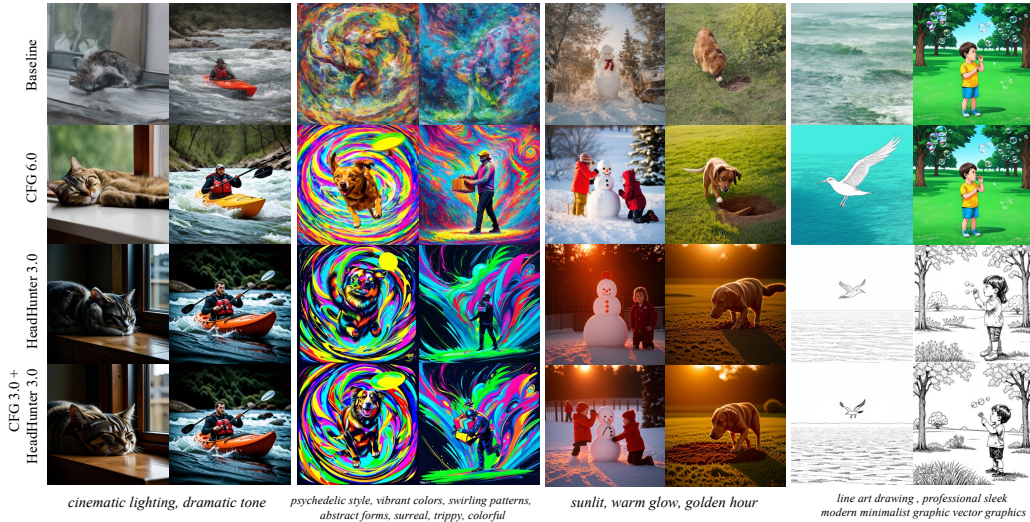 Baseline
CFG 6.0
HeadHunter 3.0
CFG 3.0 +
HeadHunter 3.0
cinematic lighting, dramatic tone
psychedelic style, vibrant colors, swirling patterns,
abstract forms, surreal, trippy, colorful
sunlit, warm glow, golden hour
line art drawing , professional sleek
modern minimalist graphic vector graphics